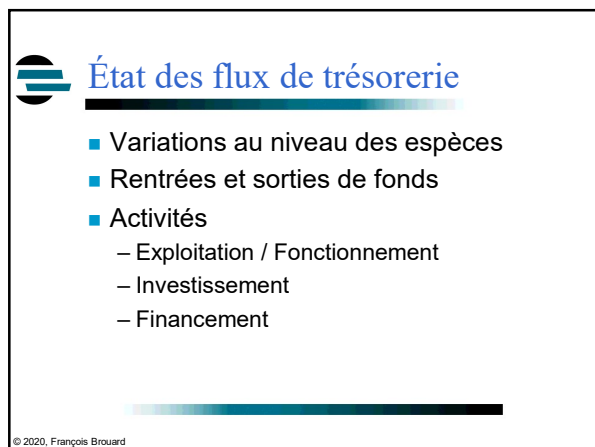 État des flux de trésorerie
■ Variations au niveau des espèces
■ Rentrées et sorties de fonds
■ Activités
– Exploitation / Fonctionnement
– Investissement
– Financement
© 2020, François Brouard